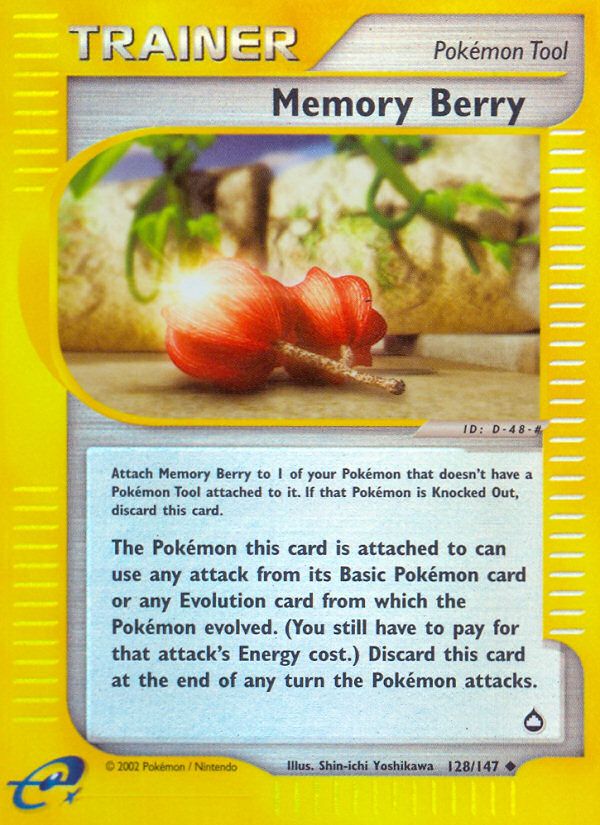 TRAINER
Pokémon Tool
Memory Berry
ID: D-48-#
Attach Memory Berry to 1 of your Pokémon that doesn't have a
Pokémon Tool attached to it. If that Pokémon is Knocked Out,
discard this card.
The Pokémon this card is attached to can
use any attack from its Basic Pokémon card
or any Evolution card from which the
Pokémon evolved. (You still have to pay for
that attack's Energy cost.) Discard this card
at the end of any turn the Pokémon attacks.
© 2002 Pokémon / Nintendo
Illus. Shin-ichi Yoshikawa 128/147 ◆